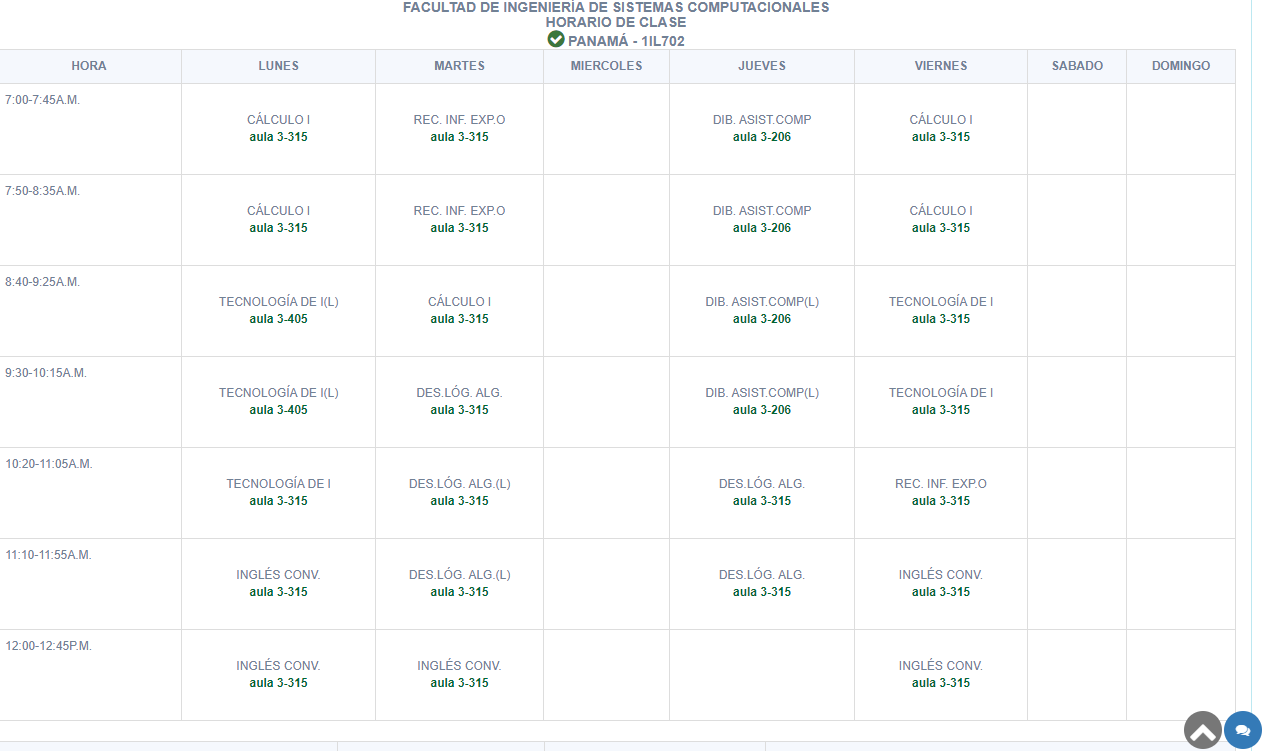 FACULTAD DE INGENIERÍA DE SISTEMAS COMPUTACIONALES
HORARIO DE CLASE
PANAMÁ - 1IL702
HORA LUNES MARTES MIERCOLES JUEVES VIERNES SABADO DOMINGO
7:00-7:45A.M.
CÁLCULO I REC. INF. EXP.O DIB. ASIST.COMP CÁLCULO I
aula 3-315 aula 3-315 aula 3-206 aula 3-315
7:50-8:35A.M.
CÁLCULO I REC. INF. EXP.O DIB. ASIST.COMP CÁLCULO I
aula 3-315 aula 3-315 aula 3-206 aula 3-315
8:40-9:25A.M.
TECNOLOGÍA DE I(L) CÁLCULO I DIB. ASIST.COMP(L) TECNOLOGÍA DE I
aula 3-405 aula 3-315 aula 3-206 aula 3-315
9:30-10:15A.M.
TECNOLOGÍA DE I(L) DES.LÓG. ALG. DIB. ASIST.COMP(L) TECNOLOGÍA DE I
aula 3-405 aula 3-315 aula 3-206 aula 3-315
10:20-11:05A.M.
TECNOLOGÍA DE I DES.LÓG. ALG.(L) DES.LÓG. ALG. REC. INF. EXP.O
aula 3-315 aula 3-315 aula 3-315 aula 3-315
11:10-11:55A.M.
INGLÉS CONV. DES.LÓG. ALG.(L) DES.LÓG. ALG. INGLÉS CONV.
aula 3-315 aula 3-315 aula 3-315 aula 3-315
12:00-12:45P.M.
INGLÉS CONV. INGLÉS CONV. INGLÉS CONV.
aula 3-315 aula 3-315 aula 3-315